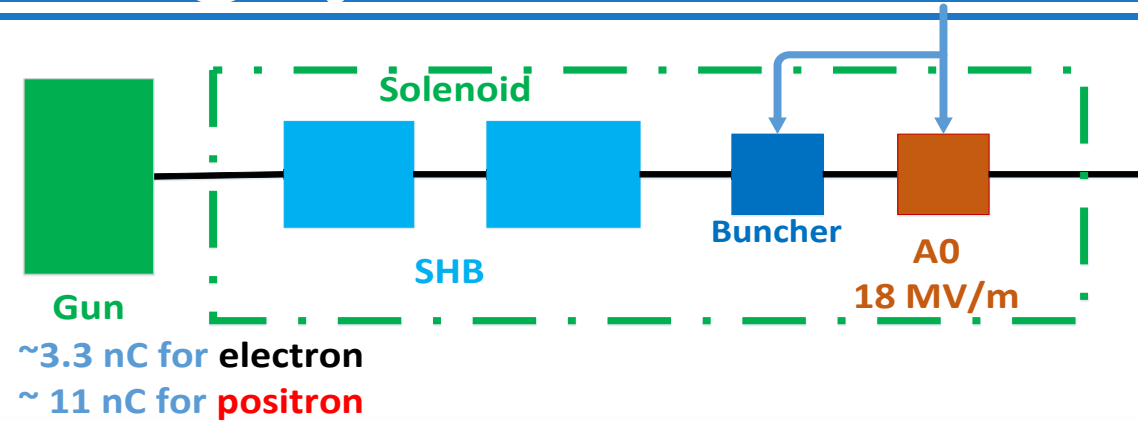 Solenoid
Buncher
SHB
A0
18 MV/m
Gun
~3.3 nC for electron
~ 11 nC for positron